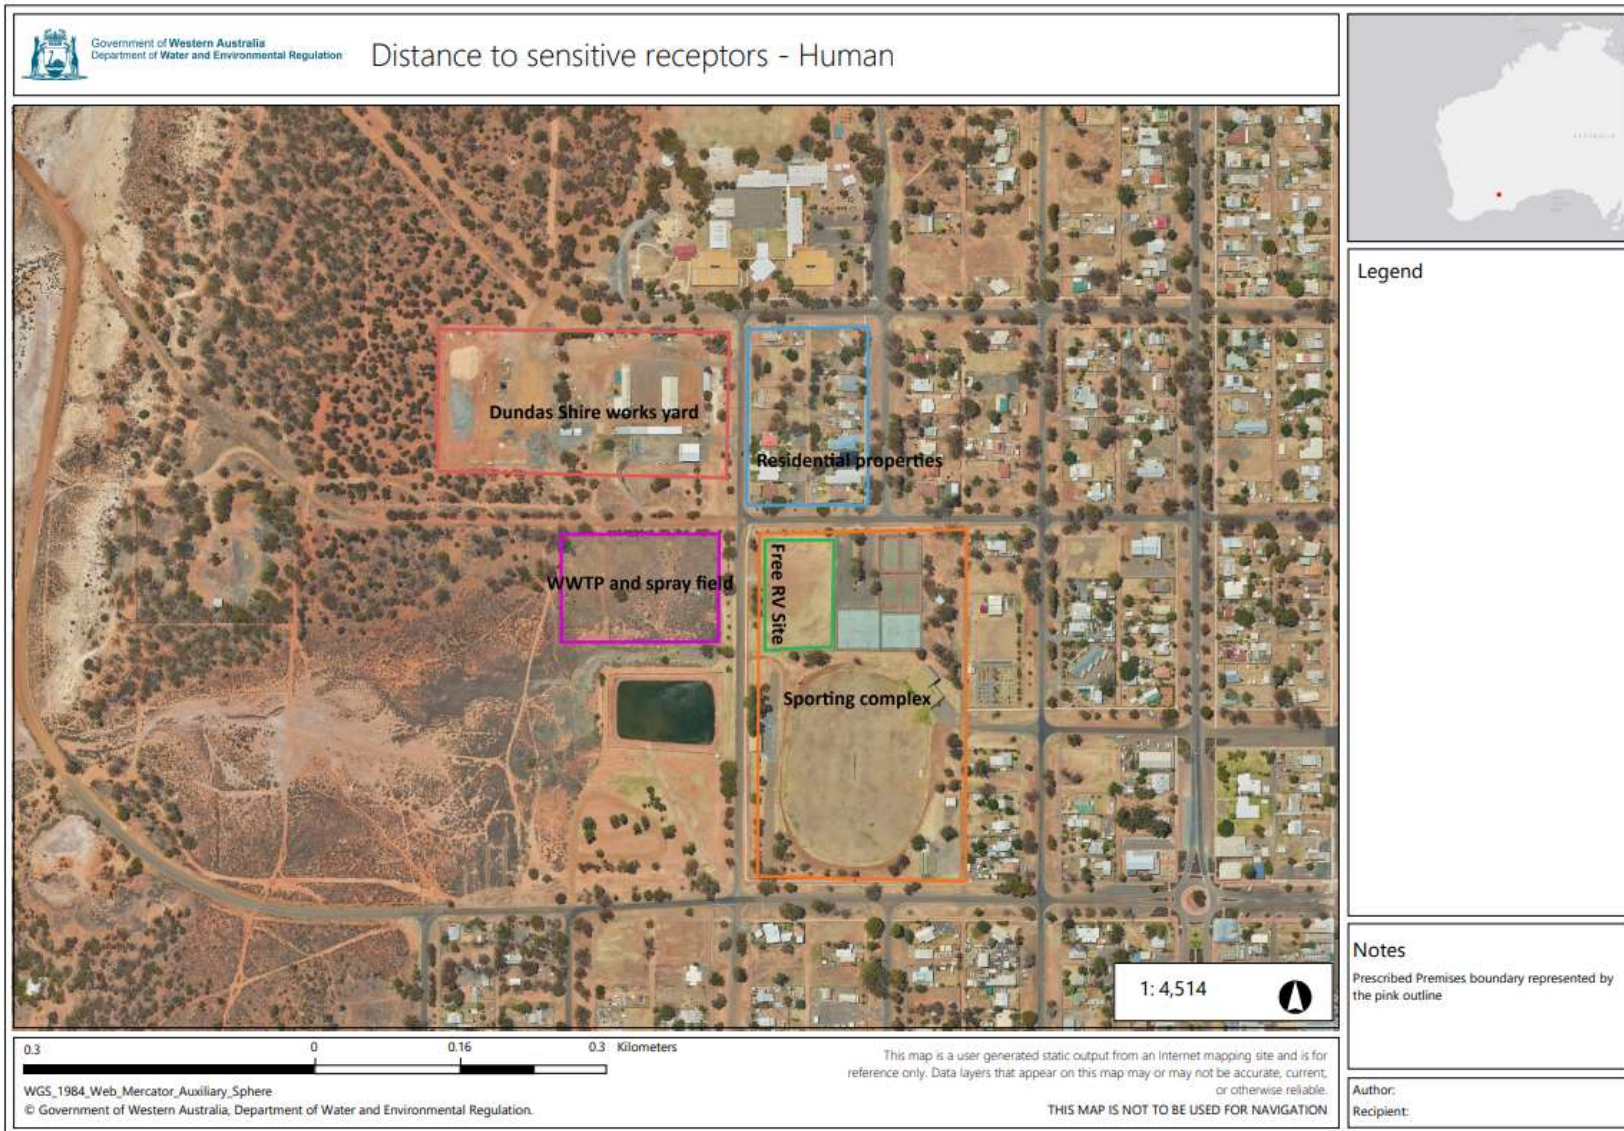 Government of Western Australia
Department of Water and Environmental Regulation
Distance to sensitive receptors - Human
Dundas Shire works yard
Residential properties
WWTP and spray field
Free RV Site
Sporting complex
1: 4,514
Legend
Notes
Prescribed Premises boundary represented by
the pink outline
0.3
0
0.16
0.3
Kilometers
WGS_1984_Web_Mercator_Auxiliary_Sphere
© Government of Western Australia, Department of Water and Environmental Regulation.
This map is a user generated static output from an Internet mapping site and is for
reference only. Data layers that appear on this map may or may not be accurate, current,
or otherwise reliable.
THIS MAP IS NOT TO BE USED FOR NAVIGATION
Author:
Recipient: